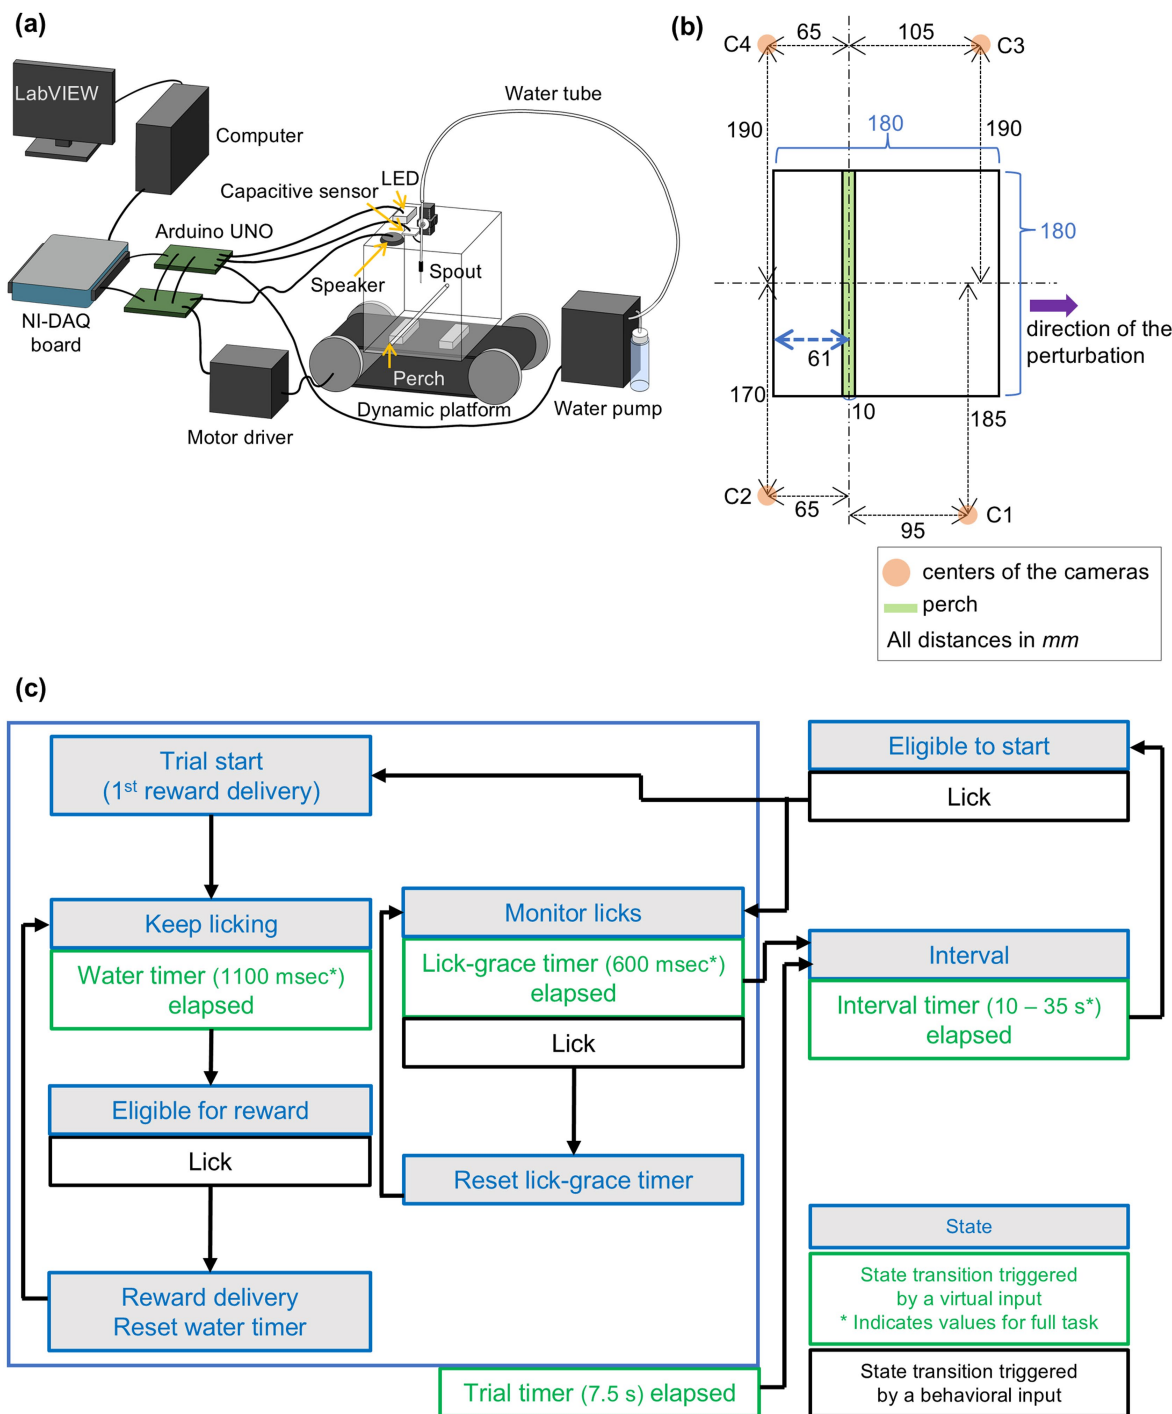 (a)
LabVIEW
Computer
Water tube
LED
Capacitive sensor
Arduino UNO
Speaker
Spout
NI-DAQ
board
Perch
Dynamic platform
Water pump
Motor driver
(b)
C4
65
105
C3
190
180
190
180
direction of the
perturbation
61
170
10
185
C2
65
C1
95
centers of the cameras
perch
All distances in mm
(c)
Trial start
(1st reward delivery)
Eligible to start
Lick
Keep licking
Water timer (1100 msec*)
elapsed
Monitor licks
Lick-grace timer (600 msec*)
elapsed
Lick
Interval
Interval timer (10 – 35 s*)
elapsed
Eligible for reward
Lick
Reset lick-grace timer
Reward delivery
Reset water timer
Trial timer (7.5 s) elapsed
State
State transition triggered
by a virtual input
* Indicates values for full task
State transition triggered
by a behavioral input